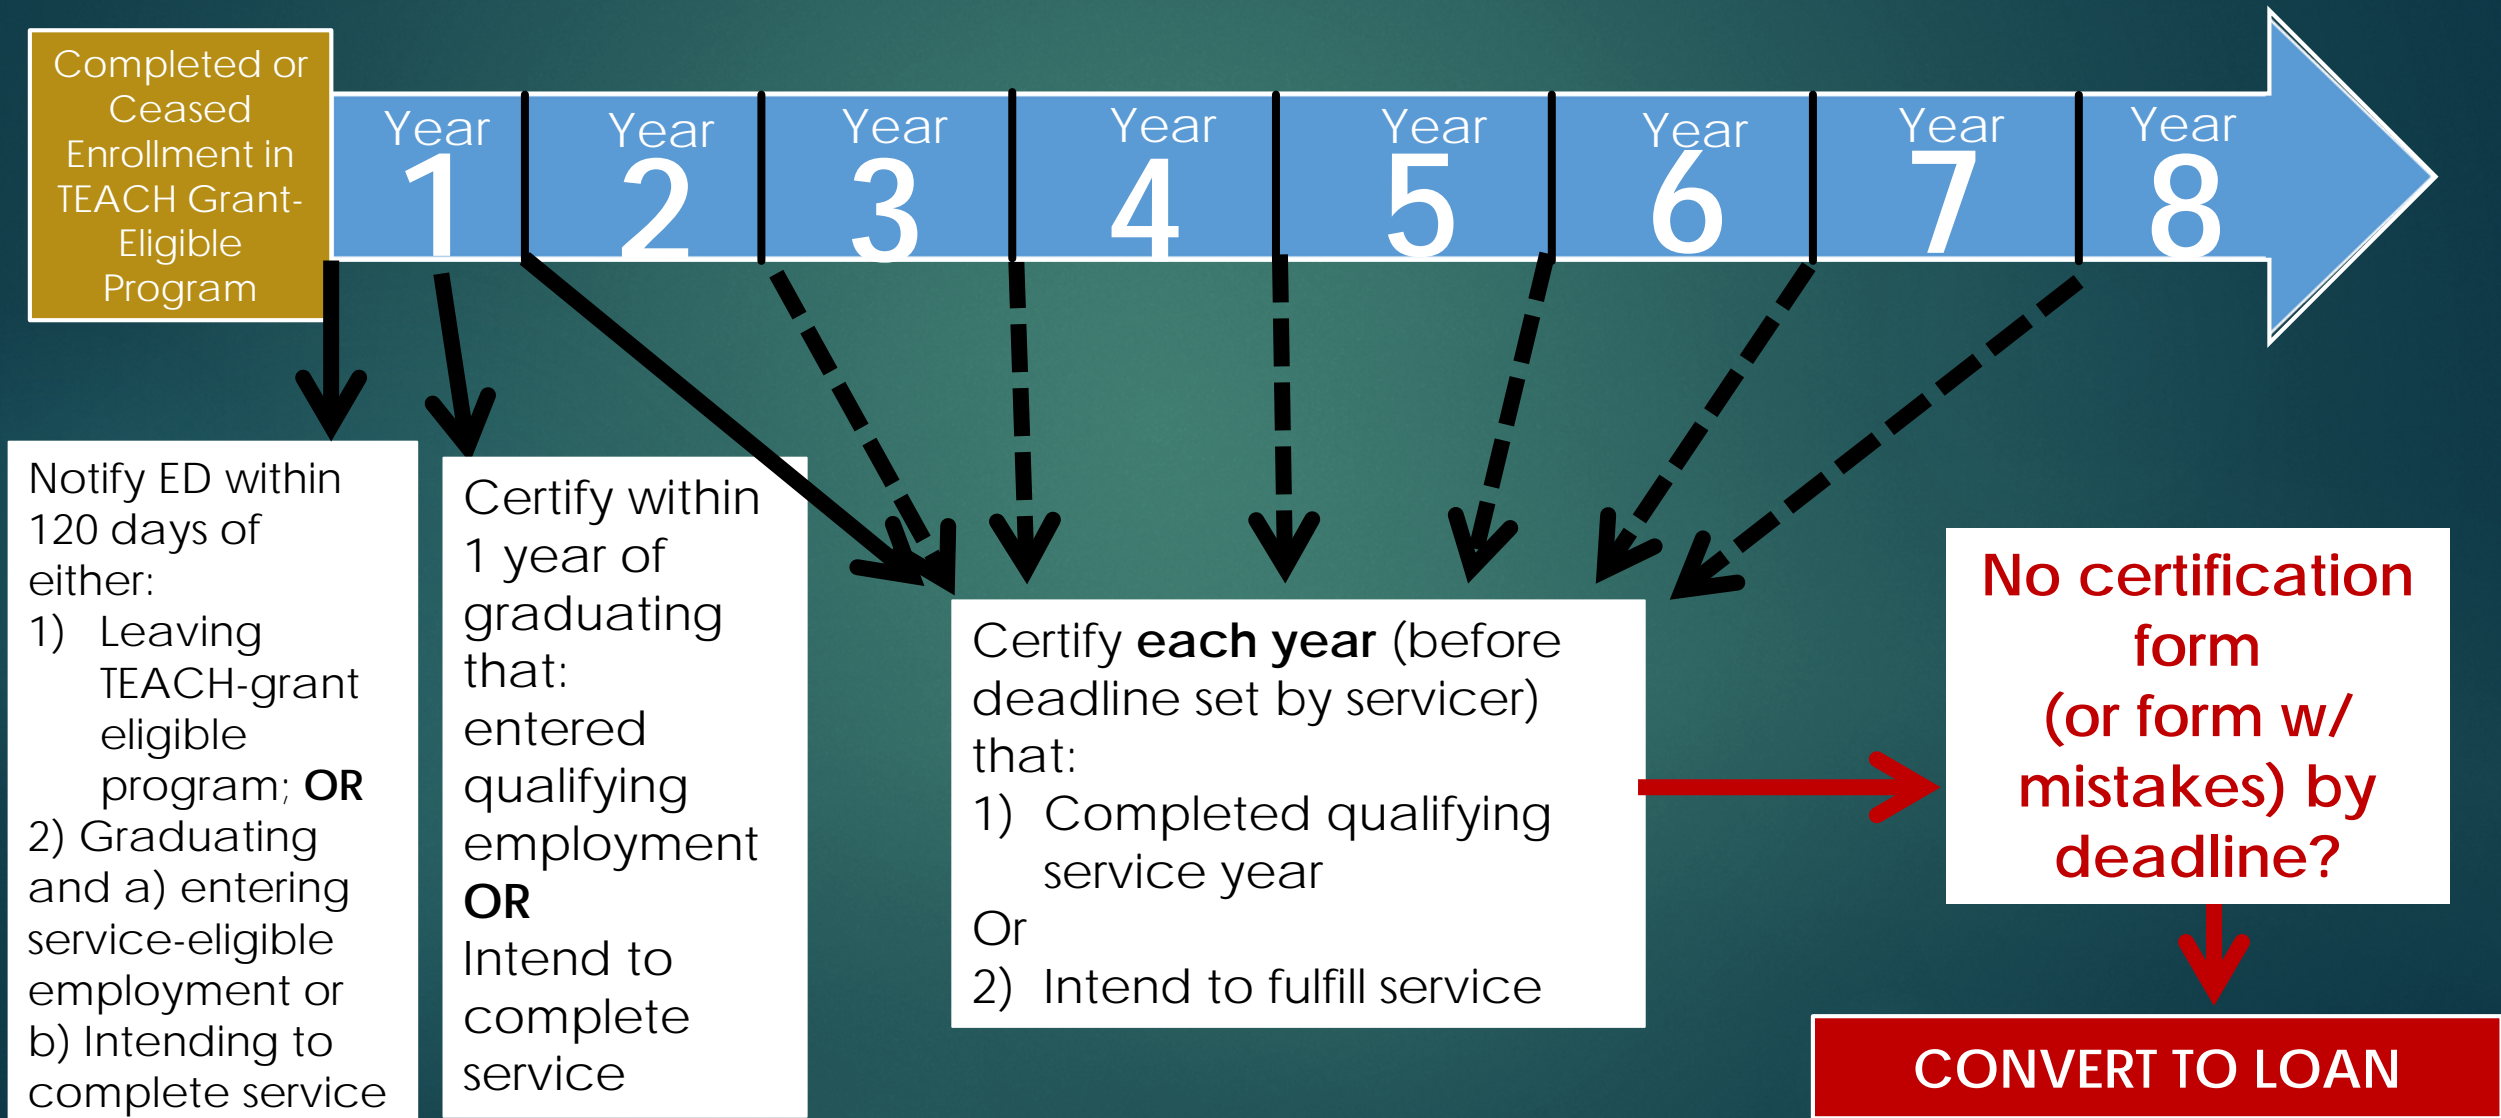 Completed or
Ceased
Enrollment in
TEACH Grant-
Eligible
Program
Year
1
Year
2
Year
3
Year
4
Year
5
Year
6
Year
7
Year
8
Notify ED within
120 days of
either:
1) Leaving
TEACH-grant
eligible
program; OR
2) Graduating
and a) entering
service-eligible
employment or
b) Intending to
complete service
Certify within
1 year of
graduating
that:
entered
qualifying
employment
OR
Intend to
complete
service
Certify each year (before
deadline set by servicer)
that:
1) Completed qualifying
service year
Or
2) Intend to fulfill service
No certification
form
(or form w/
mistakes) by
deadline?
CONVERT TO LOAN